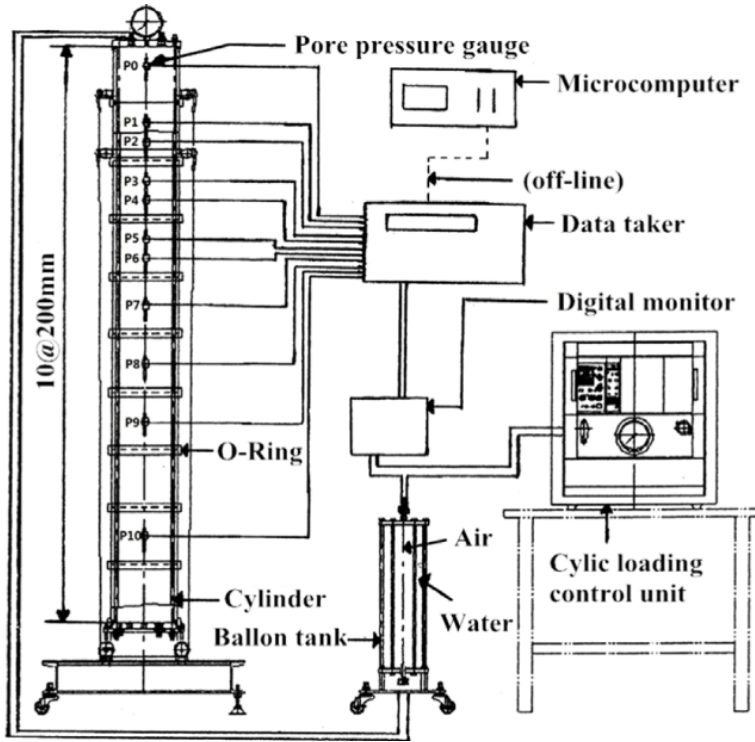 Pore pressure gauge
Microcomputer
(off-line)
Data taker
Digital monitor
P0
P1
P2
P3
P4
P5
P6
P7
P8
P9
P10
10@200mm
O-Ring
Cylinder
Ballon tank
Air
Water
Cylic loading
control unit